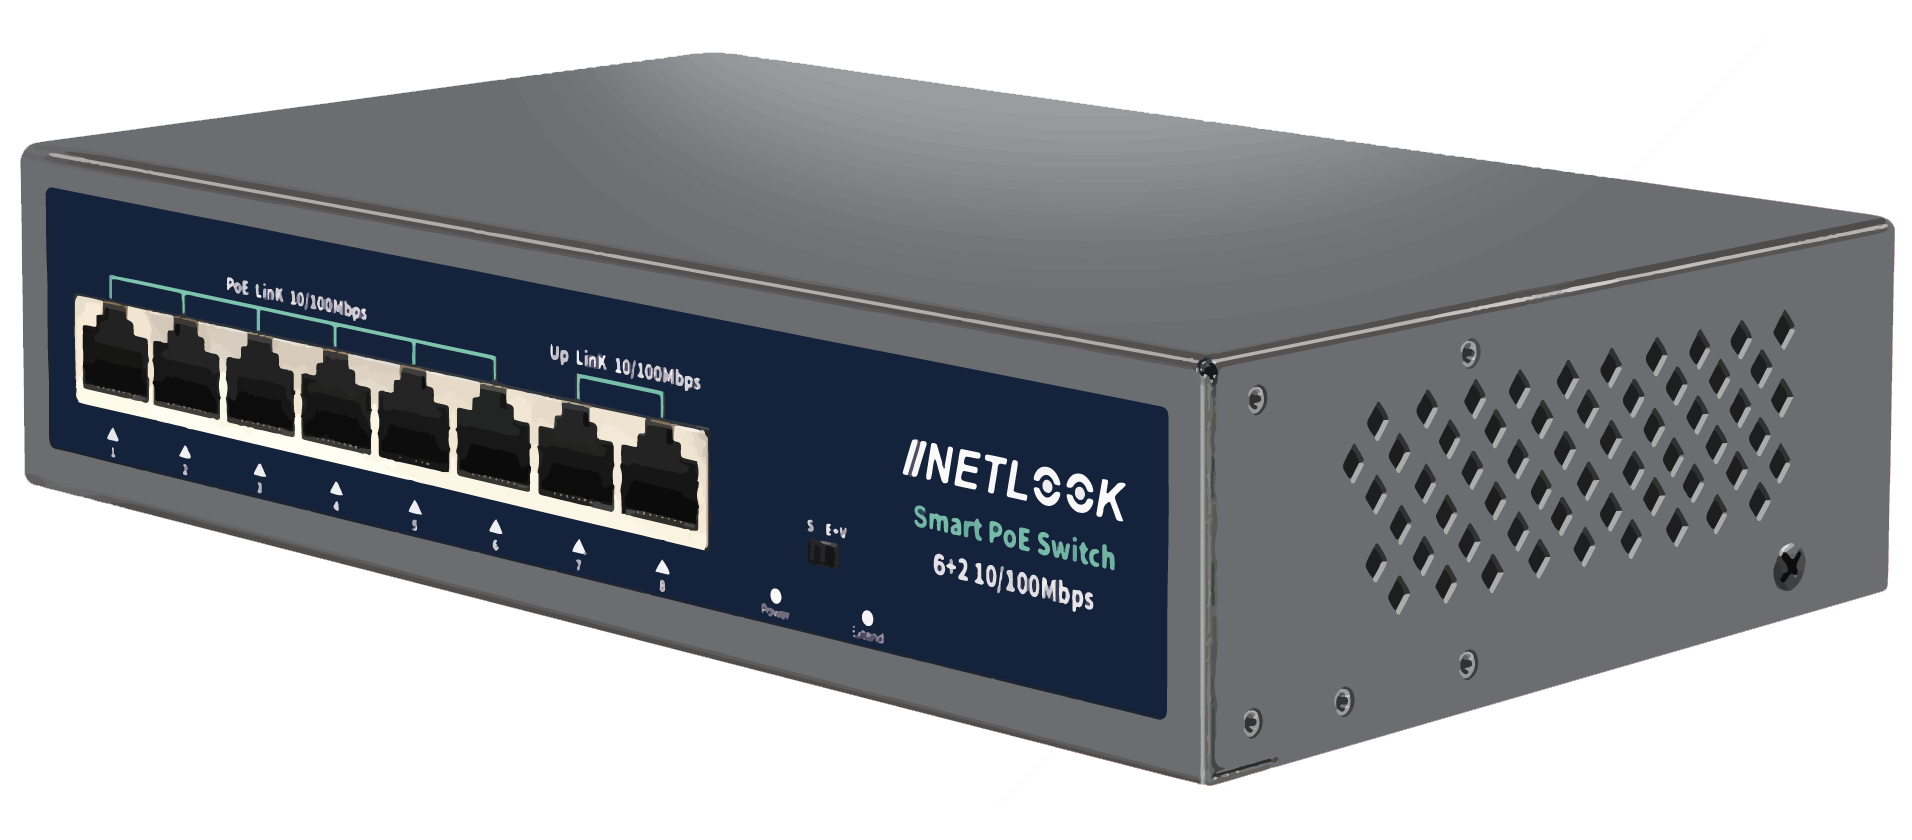 PoE LinK 10/100Mbps
Up LinK 10/100Mbps
1 2 3 4 5 6 7 8
S E•V
Power
Extend
NETLOOK
Smart PoE Switch
6+2 10/100Mbps